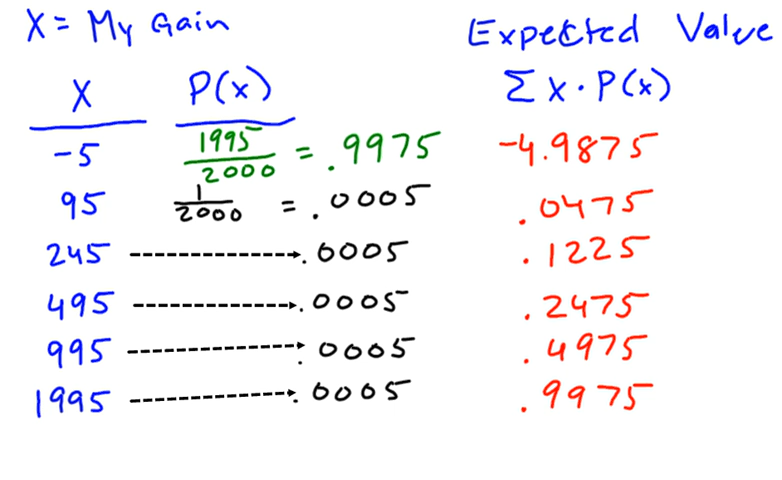 X = My Gain
Expected Value
X P(x) Σ x · P(x)
-5 1995/2000 = .9975 -4.9875
95 1/2000 = .0005 .0475
245 .0005 .1225
495 .0005 .2475
995 .0005 .4975
1995 .0005 .9975